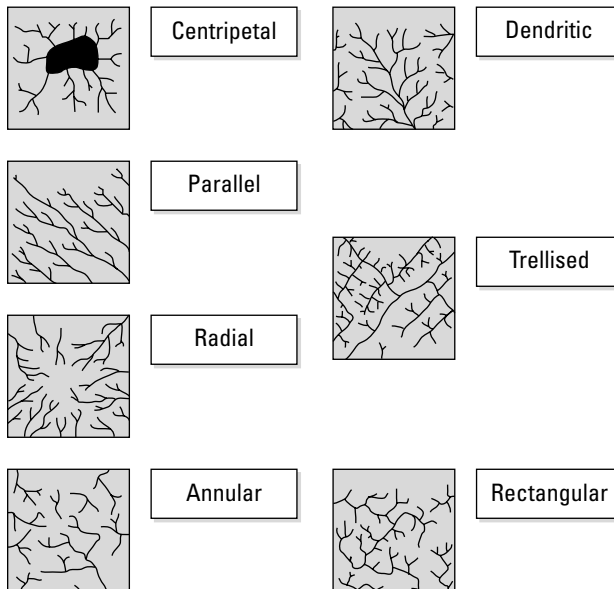 Centripetal
Dendritic
Parallel
Trellised
Radial
Annular
Rectangular